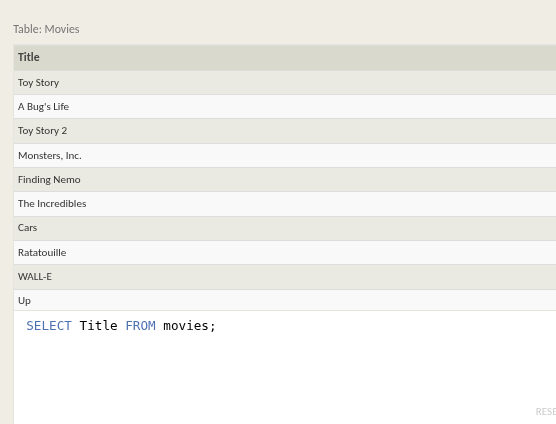 Table: Movies
Title
Toy Story
A Bug's Life
Toy Story 2
Monsters, Inc.
Finding Nemo
The Incredibles
Cars
Ratatouille
WALL-E
Up
SELECT Title FROM movies;
RESE